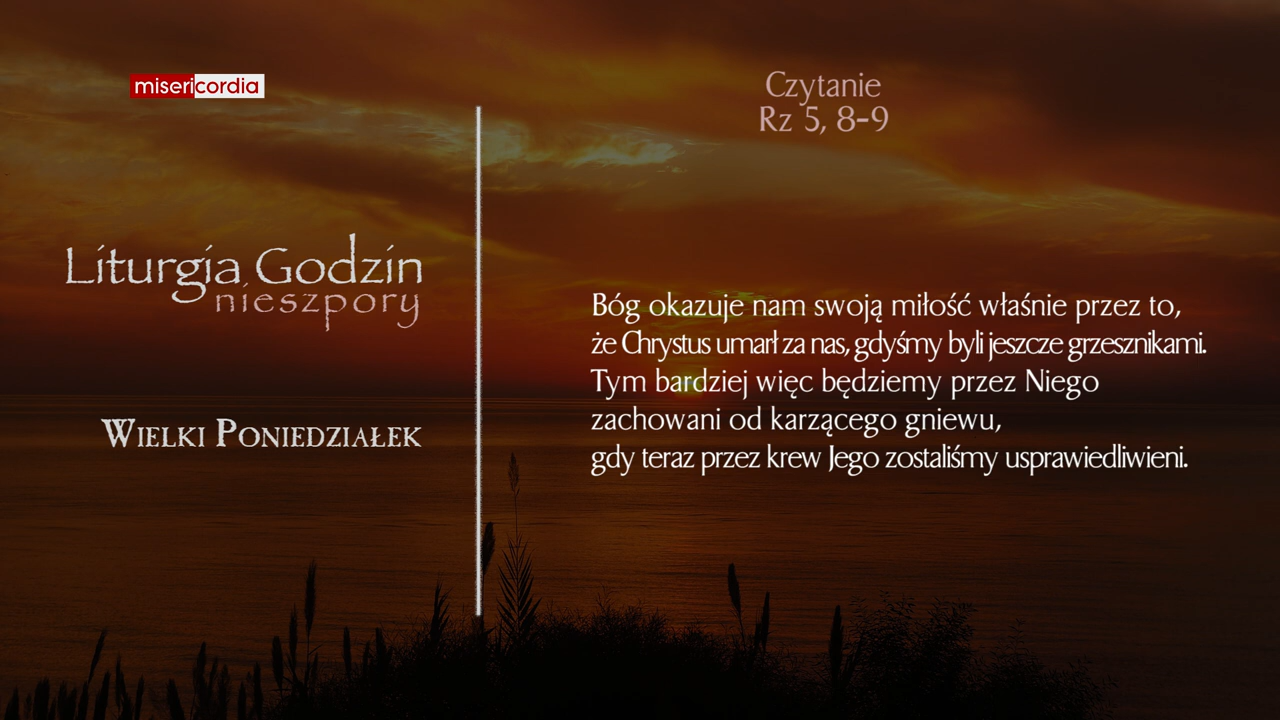 misericordia
Liturgia Godzin
nieszpory
Wielki Poniedziałek
Czytanie
Rz 5, 8-9
Bóg okazuje nam swoją miłość właśnie przez to,
że Chrystus umarł za nas, gdyśmy byli jeszcze grzesznikami.
Tym bardziej więc będziemy przez Niego
zachowani od karzącego gniewu,
gdy teraz przez krew Jego zostaliśmy usprawiedliwieni.